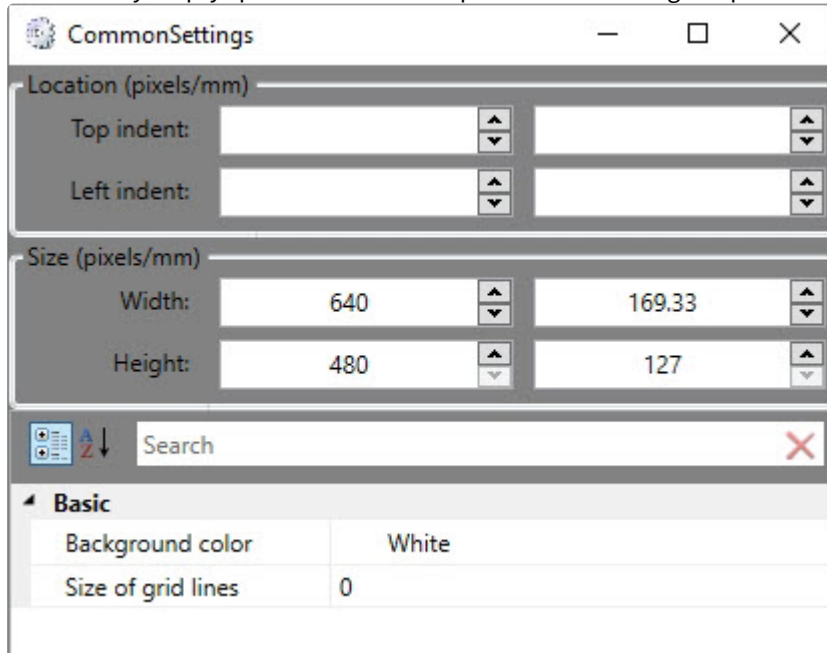 CommonSettings
Location (pixels/mm)
Top indent:
Left indent:
Size (pixels/mm)
Width: 640 169.33
Height: 480 127
A Z Search
Basic
Background color White
Size of grid lines 0